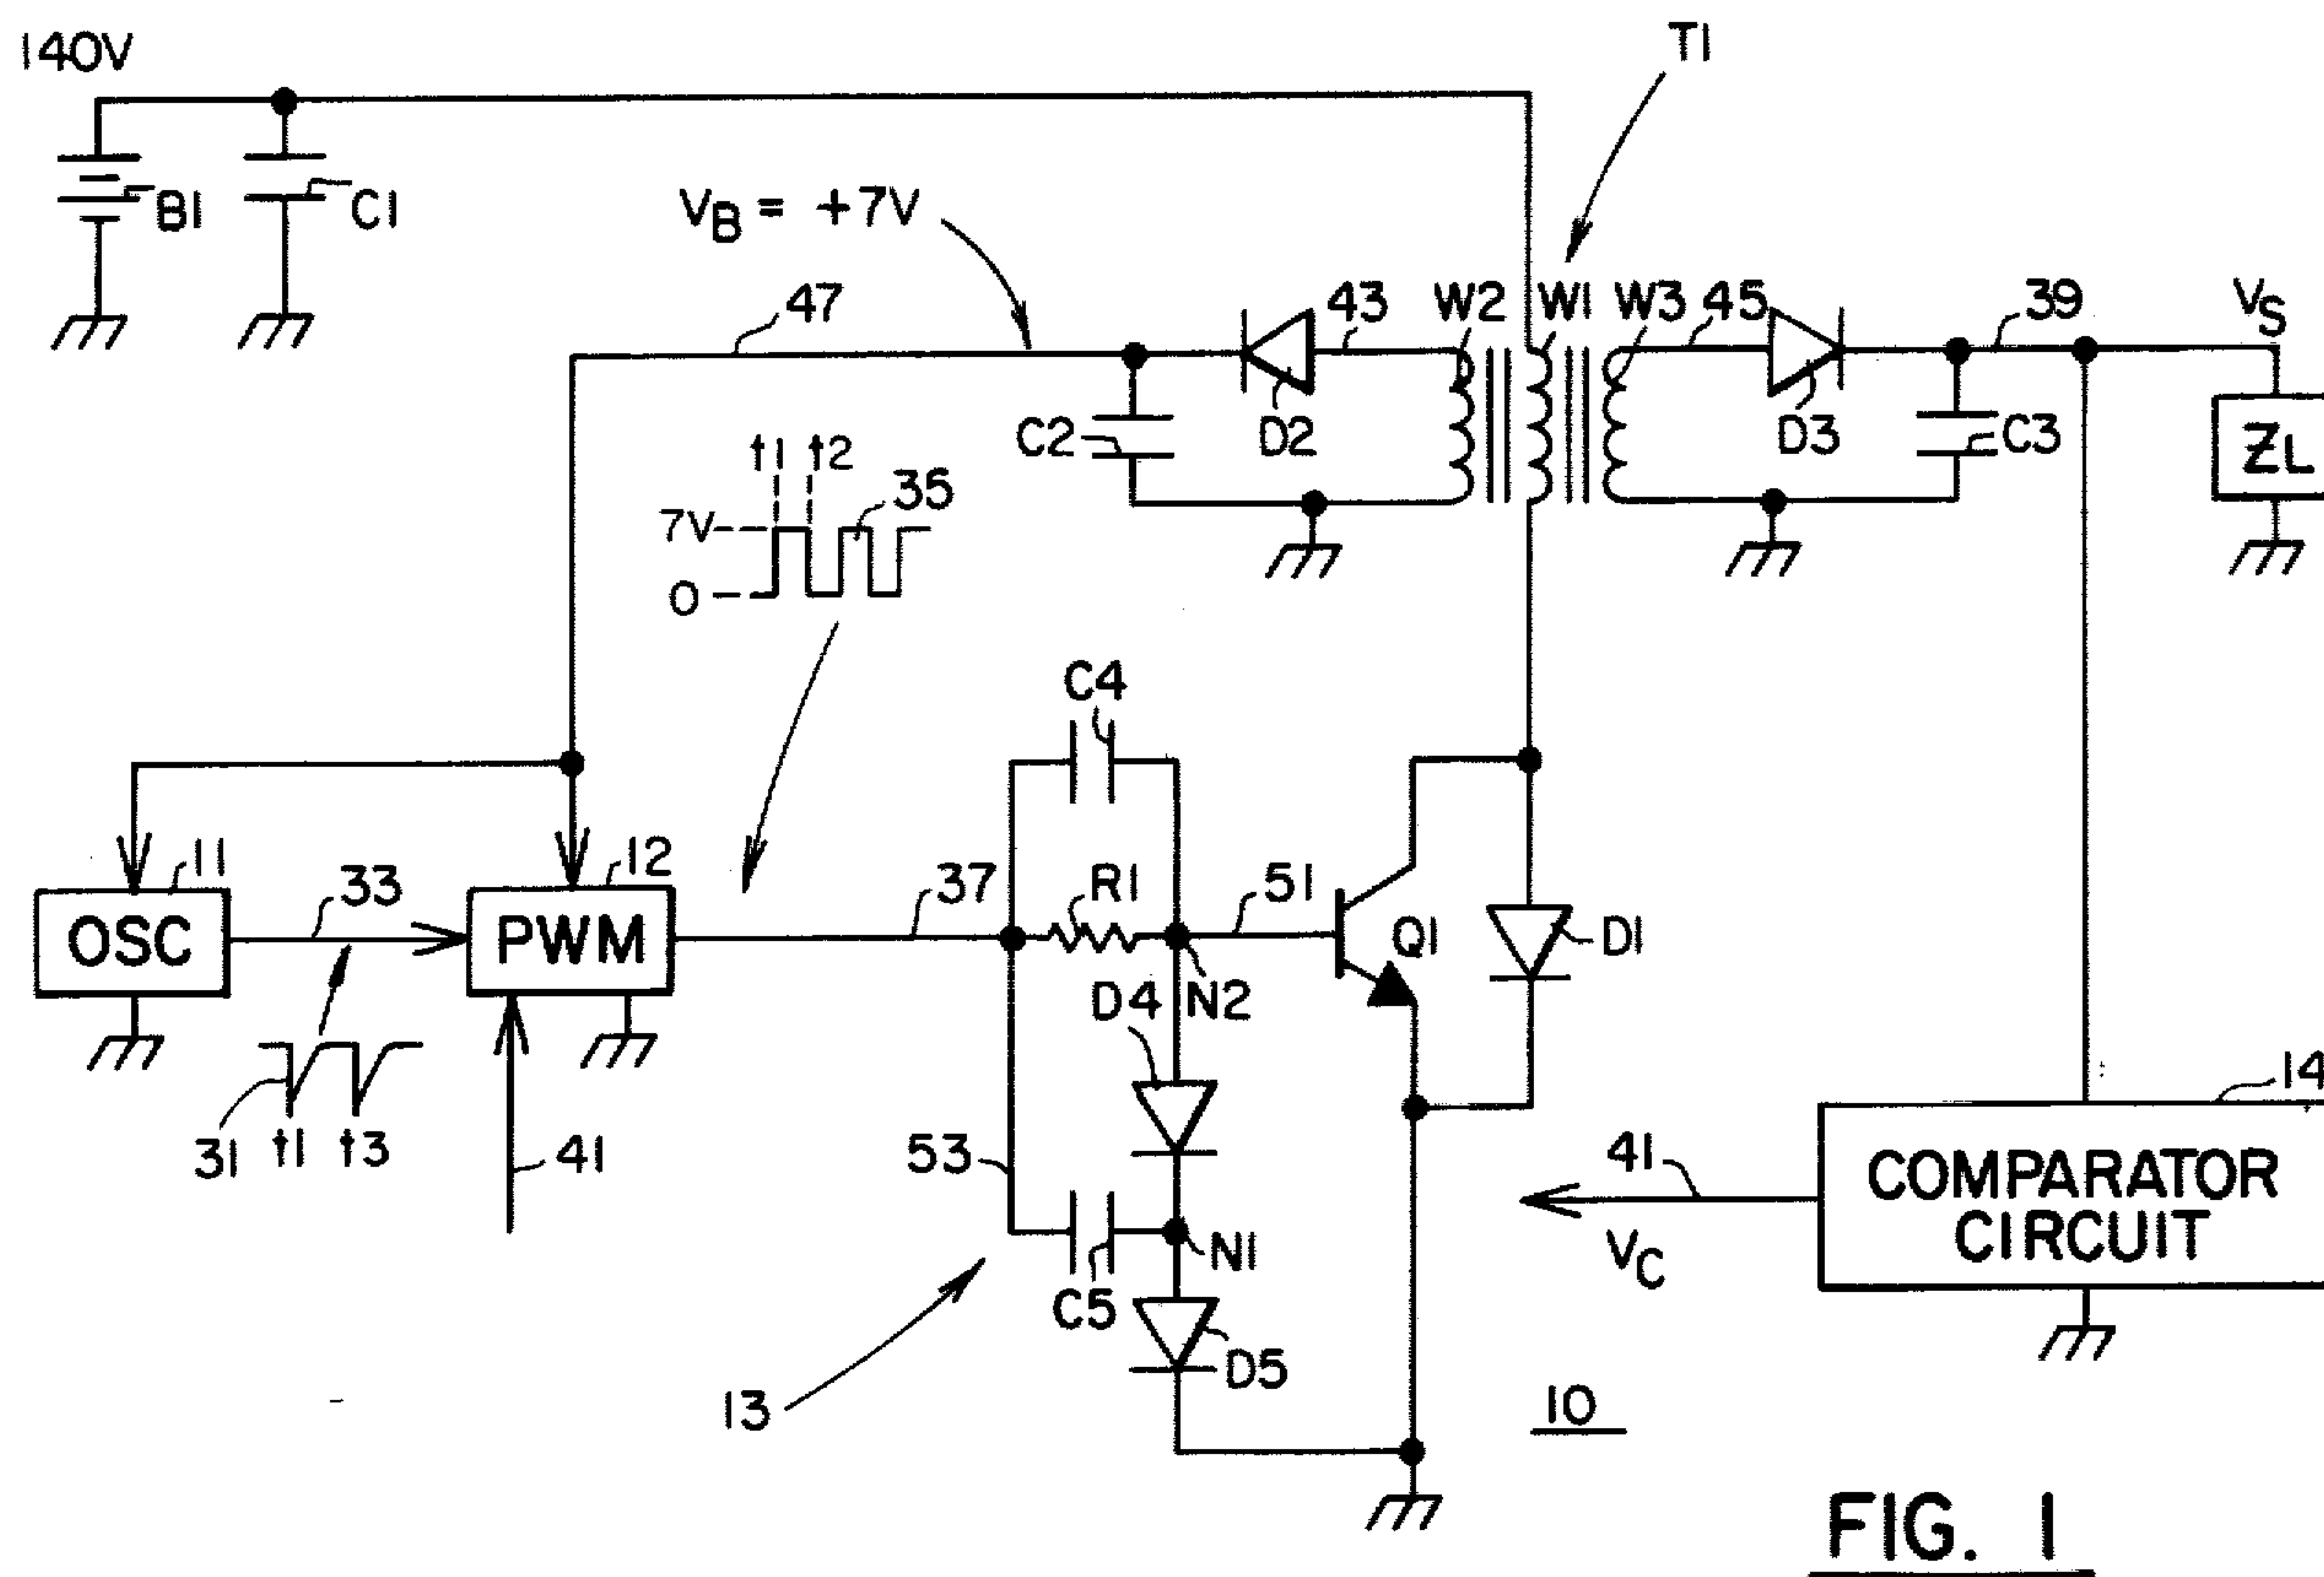 140V
T1
B1
C1
VB = +7V
47
43
W2
W1
W3
45
39
VS
C2
D2
D3
C3
ZL
t1
t2
35
7V
0
C4
11
33
12
37
R1
51
Q1
D1
OSC
PWM
D4
N2
31
t1
t3
41
53
N1
C5
D5
13
41
VC
14
COMPARATOR
CIRCUIT
10
FIG. 1